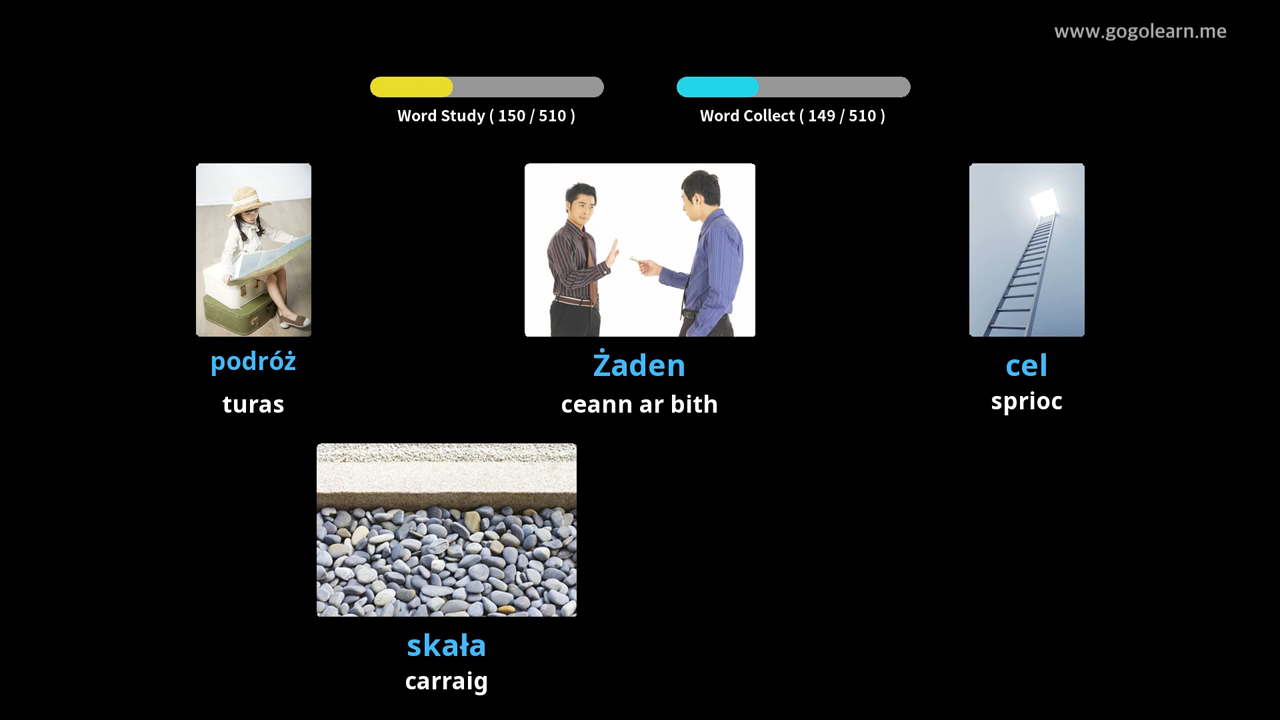 www.gogolearn.me
Word Study ( 150 / 510 )
Word Collect ( 149 / 510 )
podróż
turas
Żaden
ceann ar bith
cel
sprioc
skała
carraig